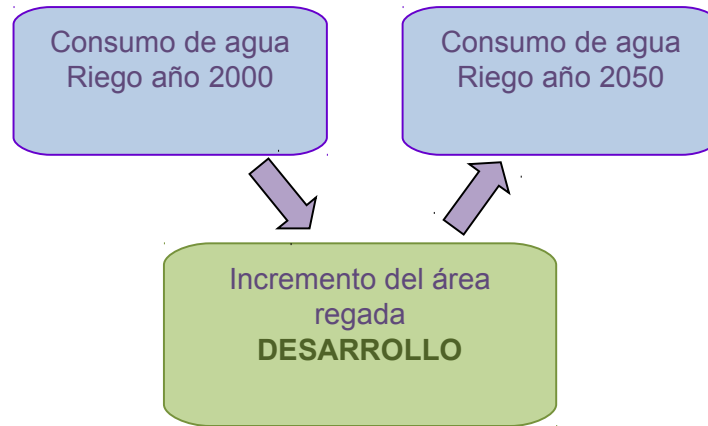 Consumo de agua
Riego año 2000
Consumo de agua
Riego año 2050
Incremento del área
regada
DESARROLLO